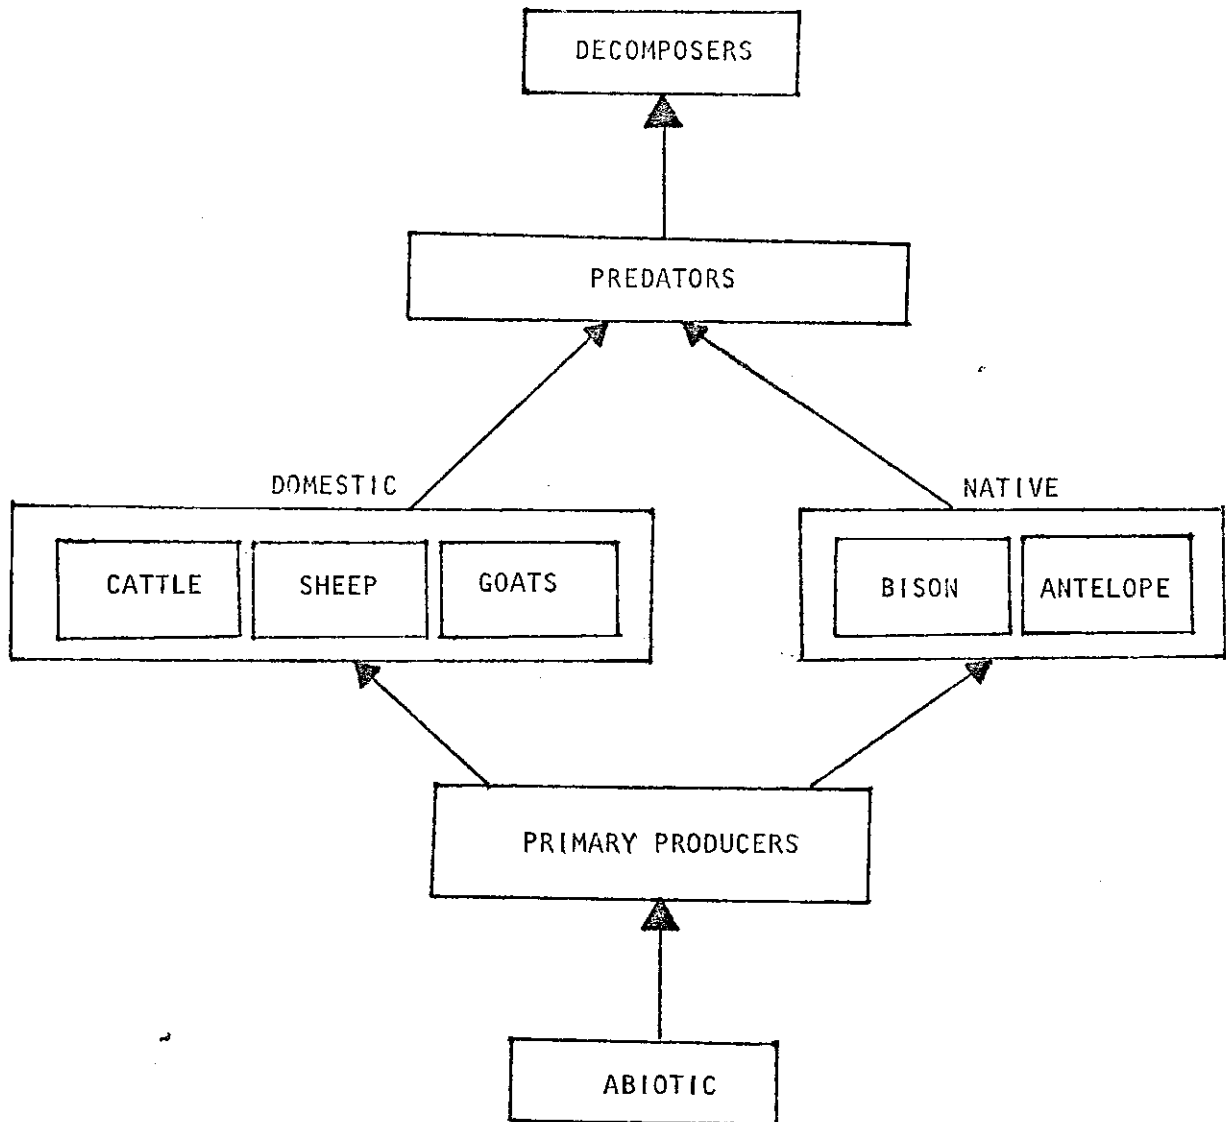 DECOMPOSERS
PREDATORS
DOMESTIC
NATIVE
CATTLE
SHEEP
GOATS
BISON
ANTELOPE
PRIMARY PRODUCERS
ABIOTIC